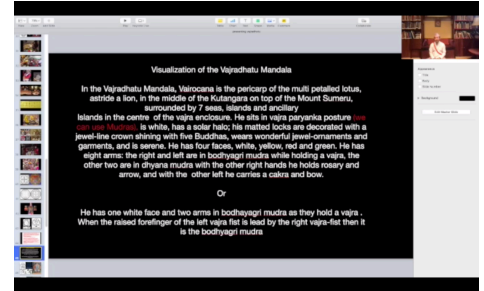 Visualization of the Vajradhatu Mandala
In the Vajradhatu Mandala, Vairocana is the pericarp of the multi petalled lotus,
astride a lion, in the middle of the Kutangara on top of the Mount Sumeru,
surrounded by 7 seas, islands and ancillary
Islands in the centre of the vajra enclosure. He sits in vajra paryanka posture (we
can use Mudras), is white, has a solar halo; his matted locks are decorated with a
jewel-line crown shining with five Buddhas, wears wonderful jewel-ornaments and
garments, and is serene. He has four faces, white, yellow, red and green. He has
eight arms: the right and left are in bodhyagri mudra while holding a vajra, the
other two are in dhyana mudra with the other right hands he holds rosary and
arrow, and with the other left he carries a cakra and bow.
Or
He has one white face and two arms in bodhayagri mudra as they hold a vajra .
When the raised forefinger of the left vajra fist is lead by the right vajra-fist then it
is the bodhyagri mudra